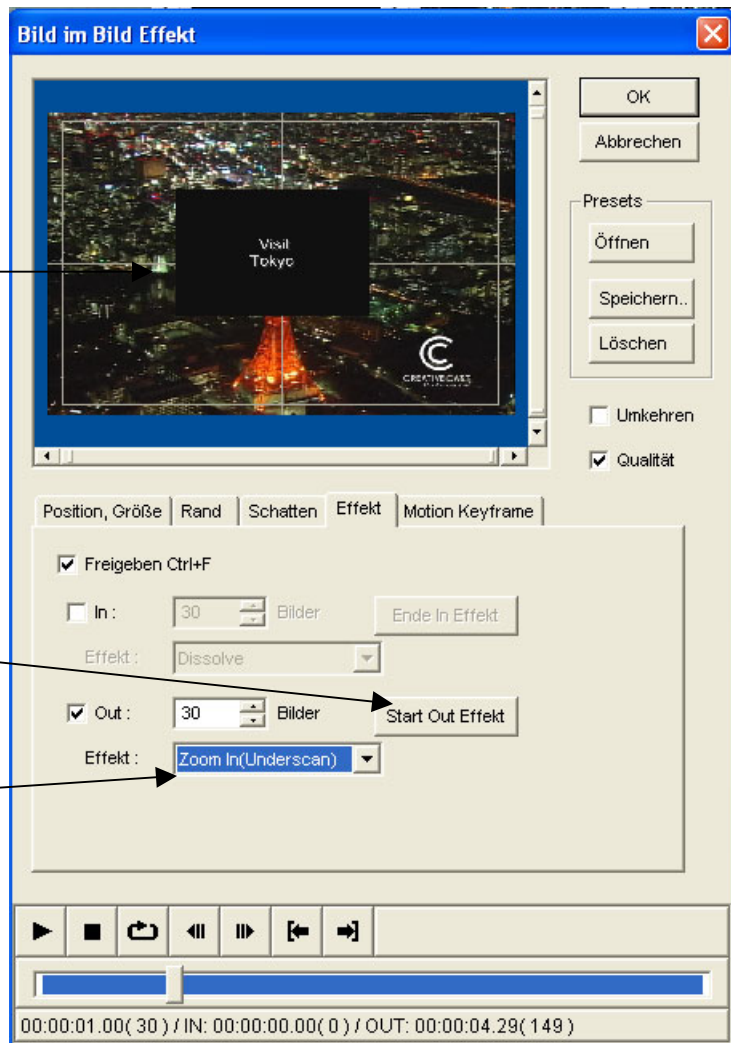 Bild im Bild Effekt
Visit
Tokyo
C
CREATIVECOW
OK
Abbrechen
Presets
Öffnen
Speichern..
Löschen
Umkehren
Qualität
Position, Größe Rand Schatten Effekt Motion Keyframe
Freigeben Ctrl+F
In : 30 Bilder Ende In Effekt
Effekt : Dissolve
Out : 30 Bilder Start Out Effekt
Effekt : Zoom In(Underscan)
00:00:01.00( 30 ) / IN: 00:00:00.00( 0 ) / OUT: 00:00:04.29( 149 )